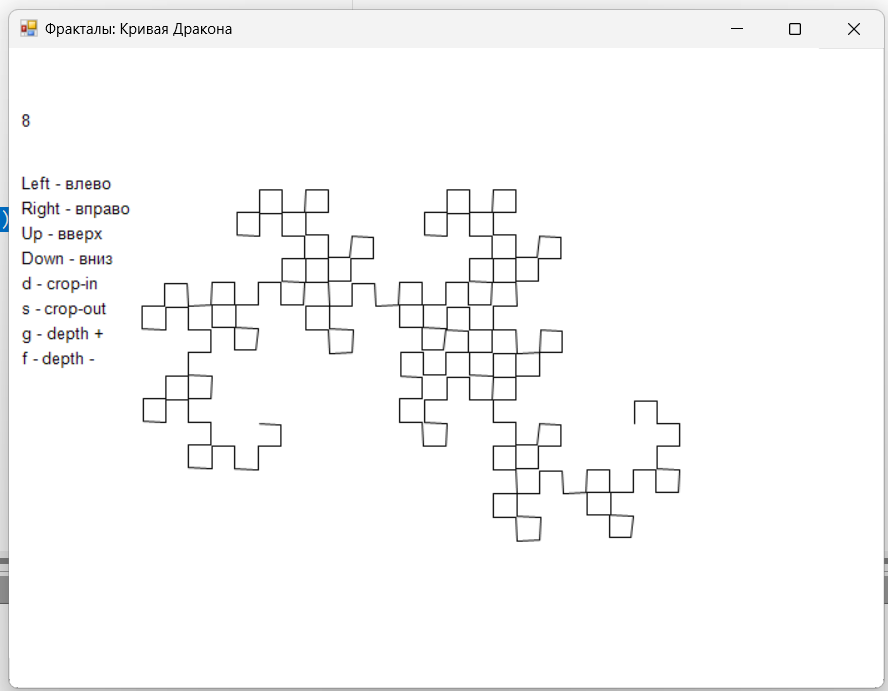 Фракталы: Кривая Дракона
8
Left - влево
Right - вправо
Up - вверх
Down - вниз
d - crop-in
s - crop-out
g - depth +
f - depth -